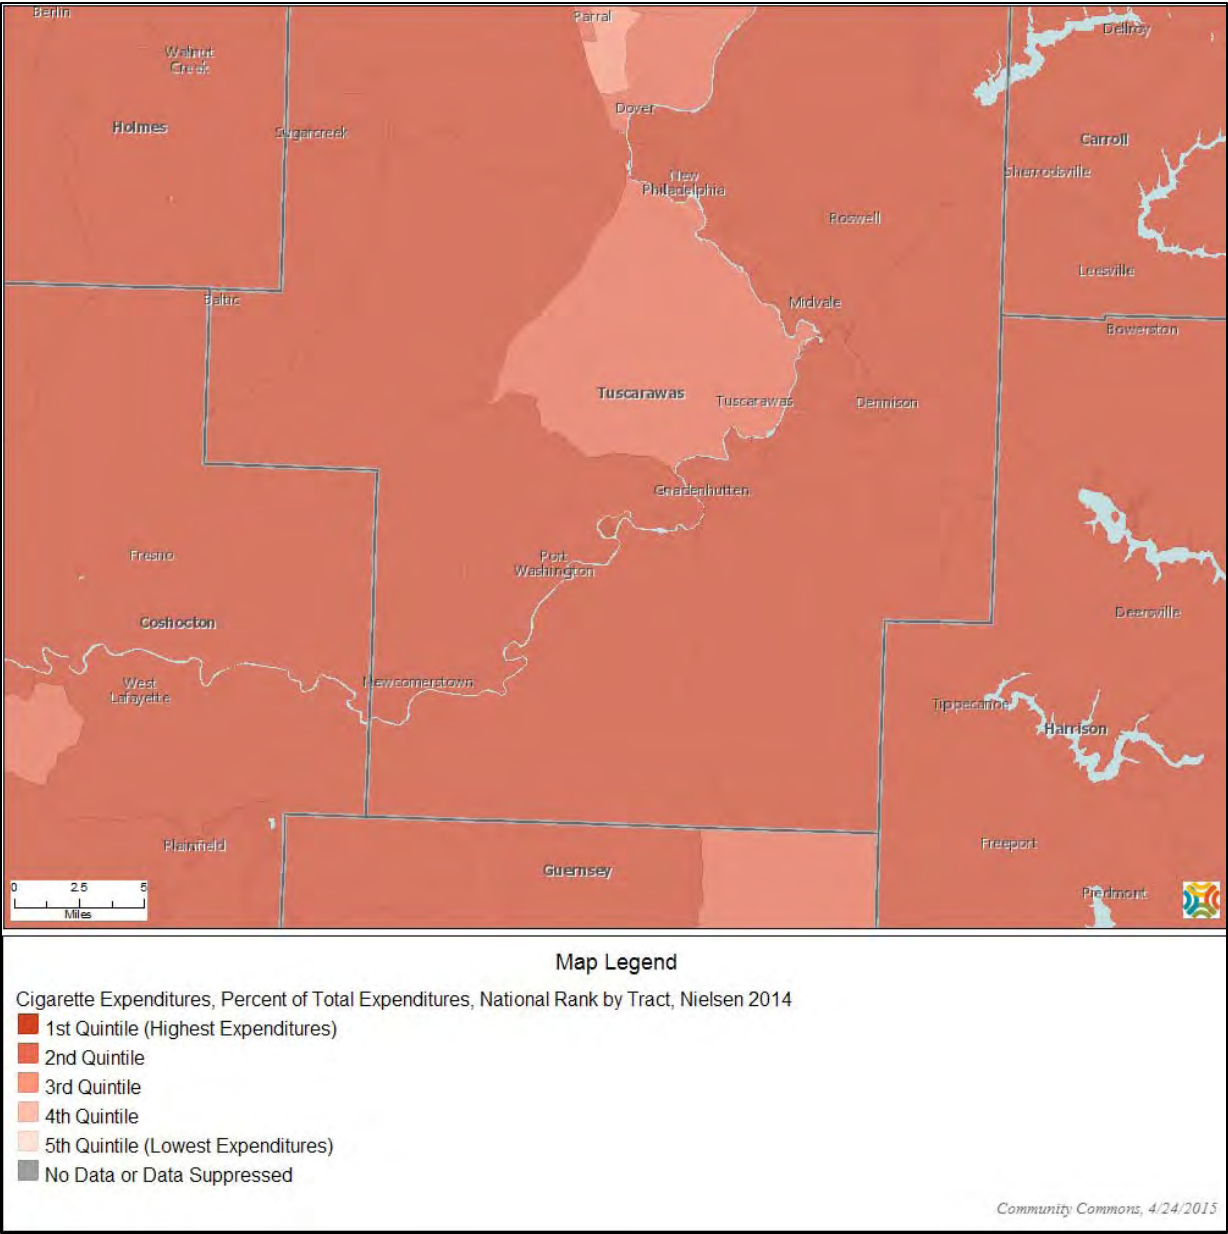 Berlin
Parral
Dellroy
Walnut
Creek
Dover
Holmes
Sugarcreek
Carroll
Sherrodsville
New
Philadelphia
Roswell
Leesville
Baltic
Midvale
Bowerston
Tuscarawas
Tuscarawas
Dennison
Gnadenhutten
Fresno
Port
Washington
Coshocton
Deersville
West
Lafayette
Newcomerstown
Tippecanoe
Harrison
Plainfield
Freeport
Guernsey
Piedmont
0 2.5 5
Miles
Map Legend
Cigarette Expenditures, Percent of Total Expenditures, National Rank by Tract, Nielsen 2014
1st Quintile (Highest Expenditures)
2nd Quintile
3rd Quintile
4th Quintile
5th Quintile (Lowest Expenditures)
No Data or Data Suppressed
Community Commons, 4/24/2015